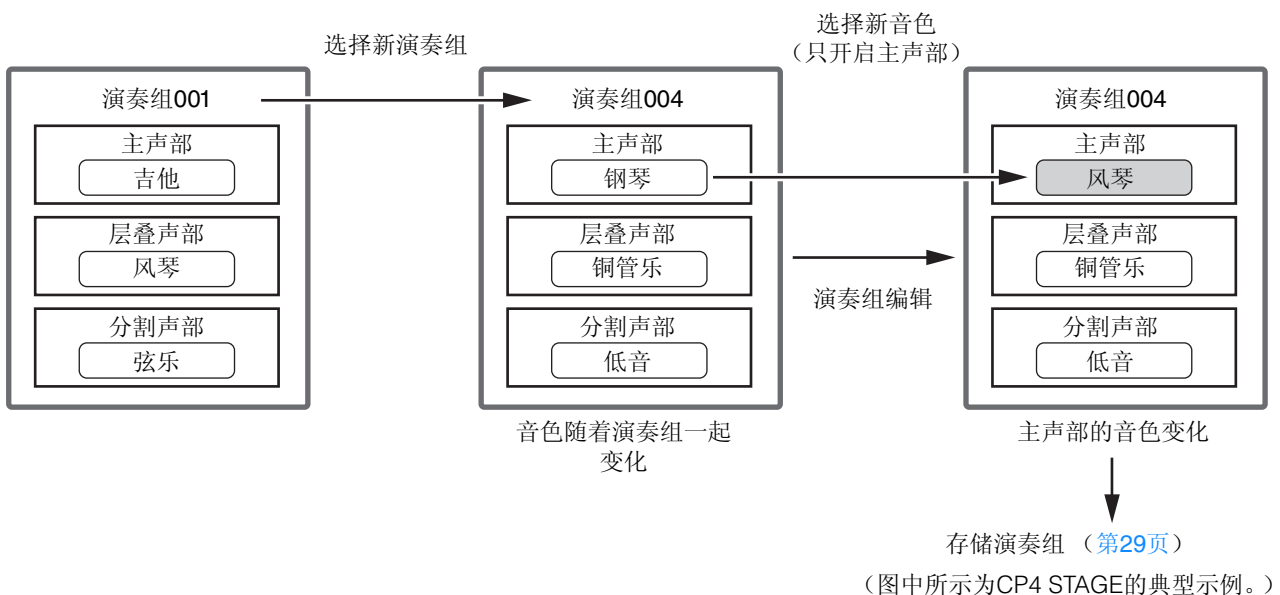 选择新演奏组
选择新音色
（只开启主声部）
演奏组001
主声部
吉他
层叠声部
风琴
分割声部
弦乐
演奏组004
主声部
钢琴
层叠声部
铜管乐
分割声部
低音
音色随着演奏组一起
变化
演奏组编辑
演奏组004
主声部
风琴
层叠声部
铜管乐
分割声部
低音
主声部的音色变化
存储演奏组 （第29页）
（图中所示为CP4 STAGE的典型示例。）